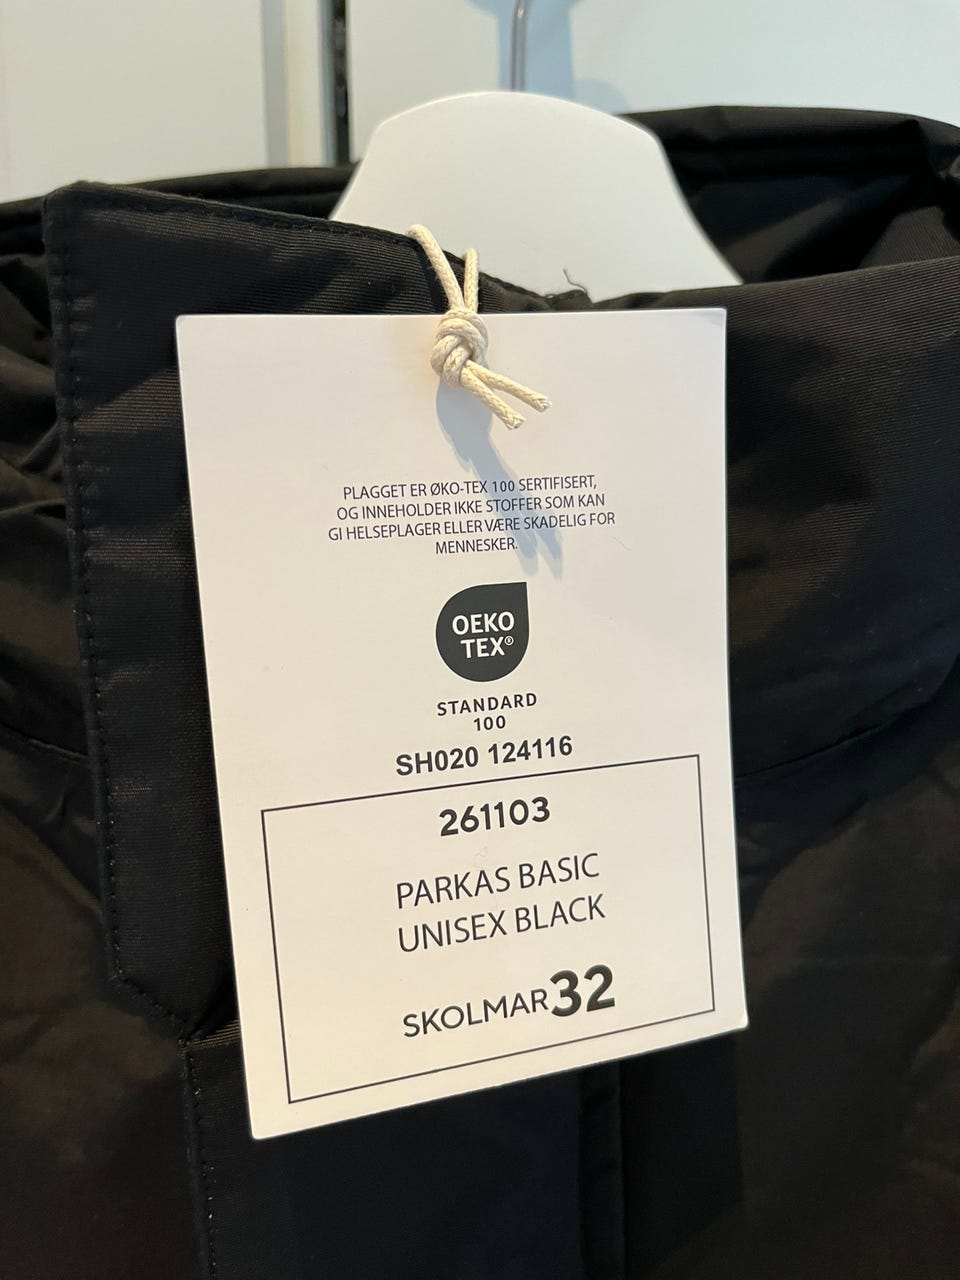 PLAGGET ER ØKO-TEX 100 SERTIFISERT,
OG INNEHOLDER IKKE STOFFER SOM KAN
GI HELSEPLAGER ELLER VÆRE SKADELIG FOR
MENNESKER.
OEKO
TEX®
STANDARD
100
SH020 124116
261103
PARKAS BASIC
UNISEX BLACK
SKOLMAR32